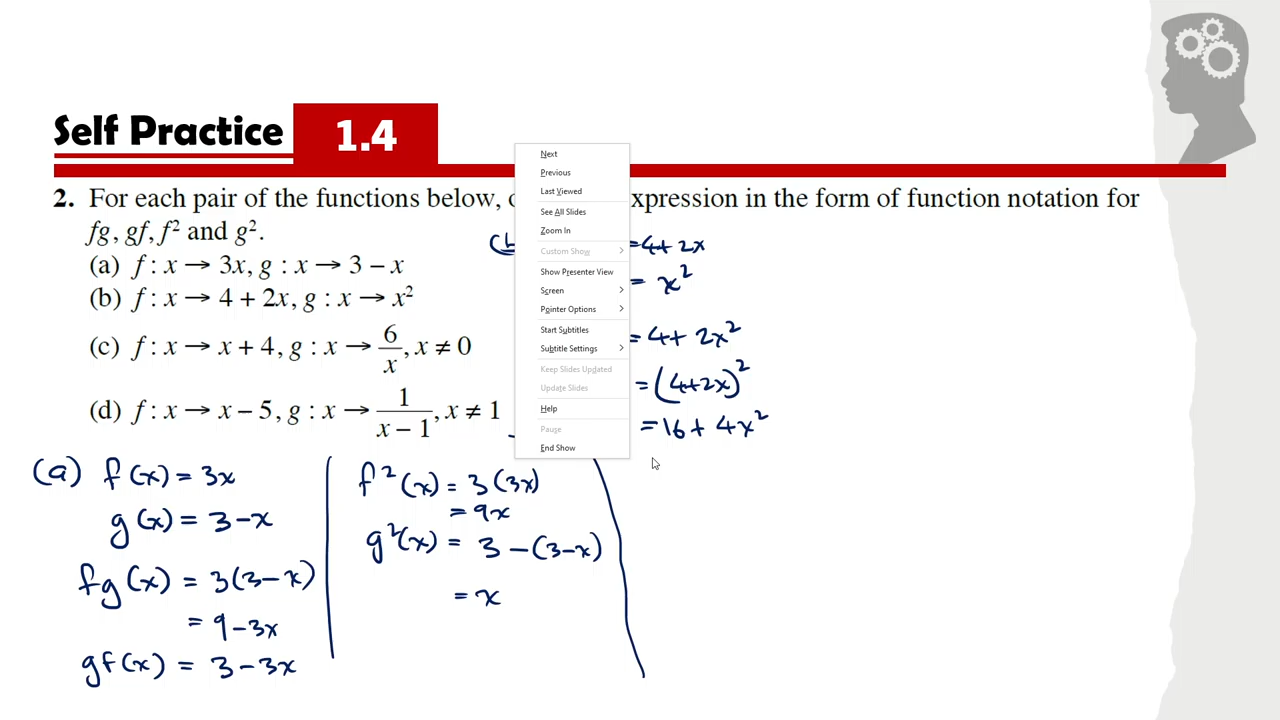 Self Practice 1.4
2. For each pair of the functions below, xpression in the form of function notation for
fg, gf, f² and g².
(a) f : x → 3x, g : x → 3 − x
(b) f : x → 4 + 2x, g : x → x²
(c) f : x → x + 4, g : x → 6/x, x ≠ 0
(d) f : x → x − 5, g : x → 1/(x − 1), x ≠ 1
Next
Previous
Last Viewed
See All Slides
Zoom In
Custom Show
Show Presenter View
Screen
Pointer Options
Start Subtitles
Subtitle Settings
Keep Slides Updated
Update Slides
Help
Pause
End Show
(a) f(x) = 3x
g(x) = 3 − x
fg(x) = 3(3 − x)
= 9 − 3x
gf(x) = 3 − 3x
f²(x) = 3(3x)
= 9x
g²(x) = 3 − (3 − x)
= x
= 4 + 2x
= x²
= 4 + 2x²
= (4 + 2x)²
= 16 + 4x²